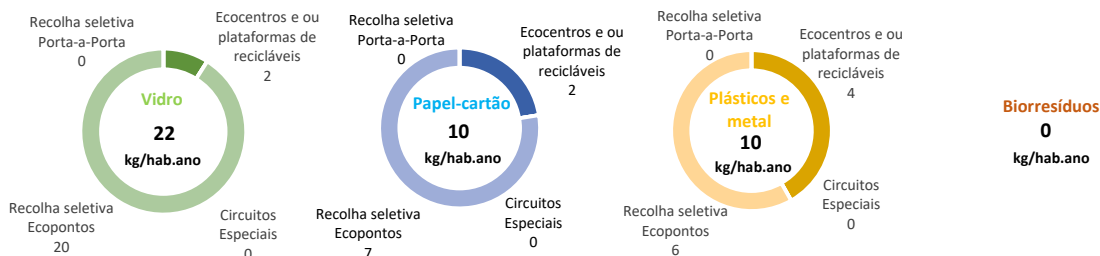 Recolha seletiva
Porta-a-Porta
0
Ecocentros e ou
plataformas de
recicláveis
2
Vidro
22
kg/hab.ano
Recolha seletiva
Ecopontos
20
Circuitos
Especiais
0
Recolha seletiva
Porta-a-Porta
0
Ecocentros e ou
plataformas de
recicláveis
2
Papel-cartão
10
kg/hab.ano
Recolha seletiva
Ecopontos
7
Circuitos
Especiais
0
Recolha seletiva
Porta-a-Porta
0
Ecocentros e ou
plataformas de
recicláveis
4
Plásticos e
metal
10
kg/hab.ano
Recolha seletiva
Ecopontos
6
Circuitos
Especiais
0
Biorresíduos
0
kg/hab.ano